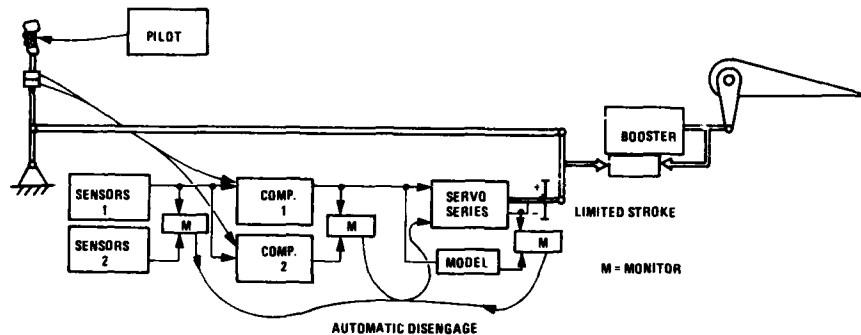 PILOT
BOOSTER
SENSORS
1
COMP.
1
SERVO
SERIES
+
-
LIMITED STROKE
M
M
SENSORS
2
COMP.
2
MODEL
M
M = MONITOR
AUTOMATIC DISENGAGE